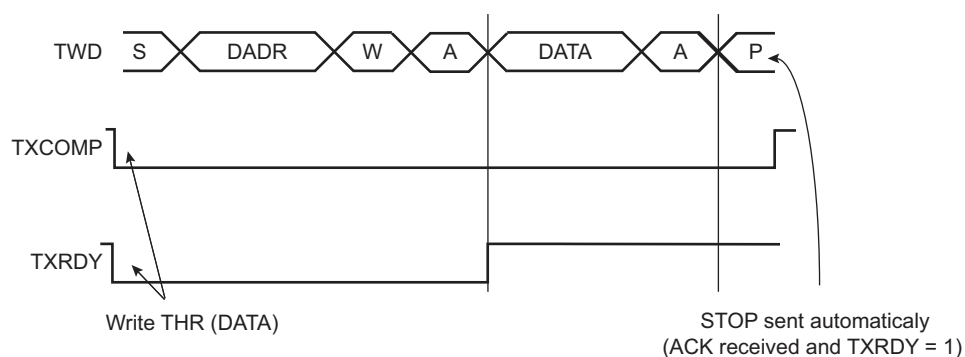 TWD S DADR W A DATA A P
TXCOMP
TXRDY
Write THR (DATA)
STOP sent automaticaly
(ACK received and TXRDY = 1)